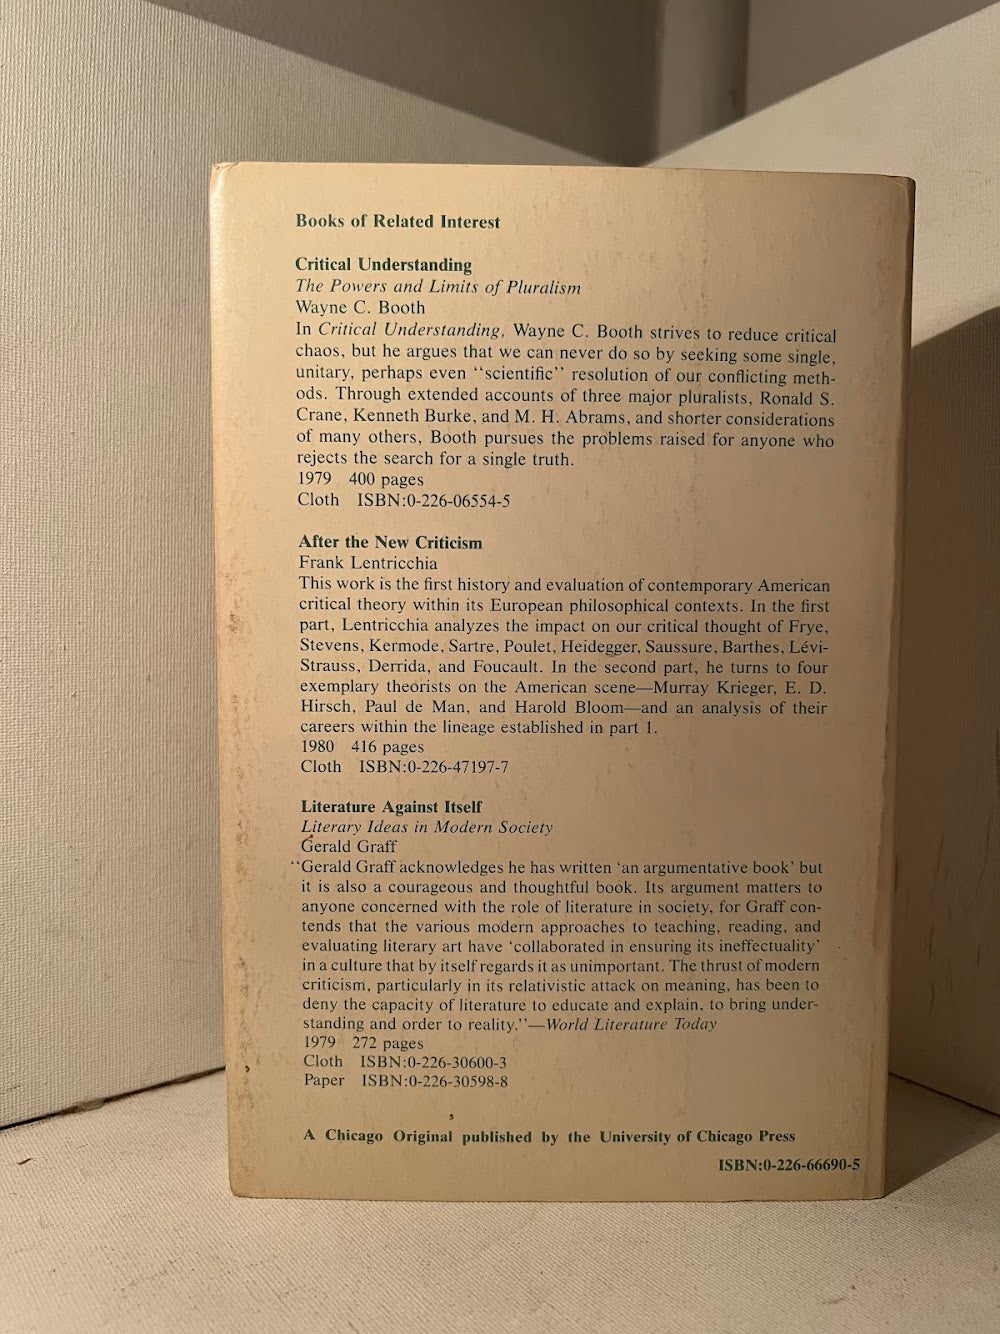 Books of Related Interest
Critical Understanding
The Powers and Limits of Pluralism
Wayne C. Booth
In Critical Understanding, Wayne C. Booth strives to reduce critical
chaos, but he argues that we can never do so by seeking some single,
unitary, perhaps even “scientific” resolution of our conflicting meth-
ods. Through extended accounts of three major pluralists, Ronald S.
Crane, Kenneth Burke, and M. H. Abrams, and shorter considerations
of many others, Booth pursues the problems raised for anyone who
rejects the search for a single truth.
1979 400 pages
Cloth ISBN:0-226-06554-5
After the New Criticism
Frank Lentricchia
This work is the first history and evaluation of contemporary American
critical theory within its European philosophical contexts. In the first
part, Lentricchia analyzes the impact on our critical thought of Frye,
Stevens, Kermode, Sartre, Poulet, Heidegger, Saussure, Barthes, Lévi-
Strauss, Derrida, and Foucault. In the second part, he turns to four
exemplary theorists on the American scene—Murray Krieger, E. D.
Hirsch, Paul de Man, and Harold Bloom—and an analysis of their
careers within the lineage established in part 1.
1980 416 pages
Cloth ISBN:0-226-47197-7
Literature Against Itself
Literary Ideas in Modern Society
Gerald Graff
“Gerald Graff acknowledges he has written ‘an argumentative book’ but
it is also a courageous and thoughtful book. Its argument matters to
anyone concerned with the role of literature in society, for Graff con-
tends that the various modern approaches to teaching, reading, and
evaluating literary art have ‘collaborated in ensuring its ineffectuality’
in a culture that by itself regards it as unimportant. The thrust of modern
criticism, particularly in its relativistic attack on meaning, has been to
deny the capacity of literature to educate and explain, to bring under-
standing and order to reality.”—World Literature Today
1979 272 pages
Cloth ISBN:0-226-30600-3
Paper ISBN:0-226-30598-8
A Chicago Original published by the University of Chicago Press
ISBN:0-226-66690-5